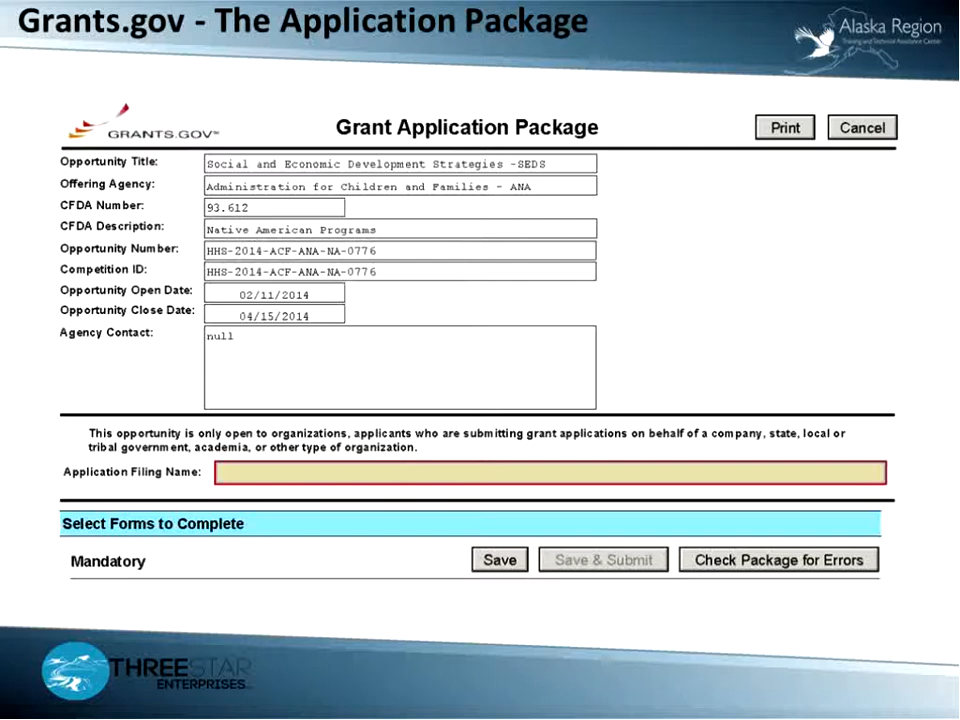 Grants.gov - The Application Package
Alaska Region
Training and Technical Assistance Center
GRANTS.GOV℠
Grant Application Package
Print
Cancel
Opportunity Title:
Social and Economic Development Strategies -SEDS
Offering Agency:
Administration for Children and Families - ANA
CFDA Number:
93.612
CFDA Description:
Native American Programs
Opportunity Number:
HHS-2014-ACF-ANA-NA-0776
Competition ID:
HHS-2014-ACF-ANA-NA-0776
Opportunity Open Date:
02/11/2014
Opportunity Close Date:
04/15/2014
Agency Contact:
null
This opportunity is only open to organizations, applicants who are submitting grant applications on behalf of a company, state, local or
tribal government, academia, or other type of organization.
Application Filing Name:
Select Forms to Complete
Mandatory
Save
Save & Submit
Check Package for Errors
THREESTAR
ENTERPRISES